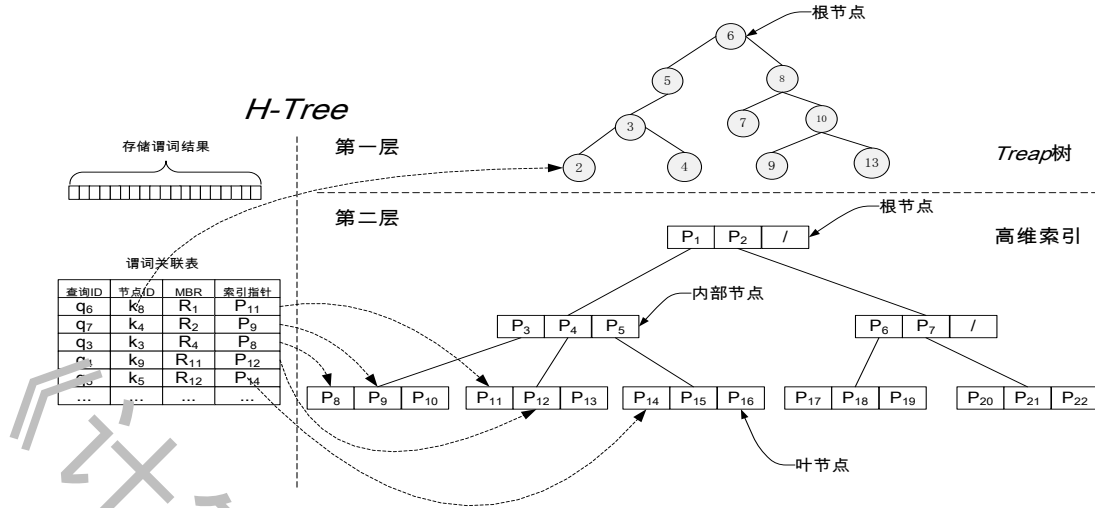 根节点
6
5
8
H-Tree
3
7
10
存储谓词结果
第一层
Treap树
2
4
9
13
第二层
根节点
高维索引
P₁ P₂ /
谓词关联表
内部节点
查询ID 节点ID MBR 索引指针
q₆ k₈ R₁ P₁₁
q₇ k₄ R₂ P₉
q₃ k₃ R₄ P₈
q₄ k₉ R₁₁ P₁₂
q₅ k₅ R₁₂ P₁₄
... ... ... ...
P₃ P₄ P₅
P₆ P₇ /
P₈ P₉ P₁₀
P₁₁ P₁₂ P₁₃
P₁₄ P₁₅ P₁₆
P₁₇ P₁₈ P₁₉
P₂₀ P₂₁ P₂₂
叶节点
《计